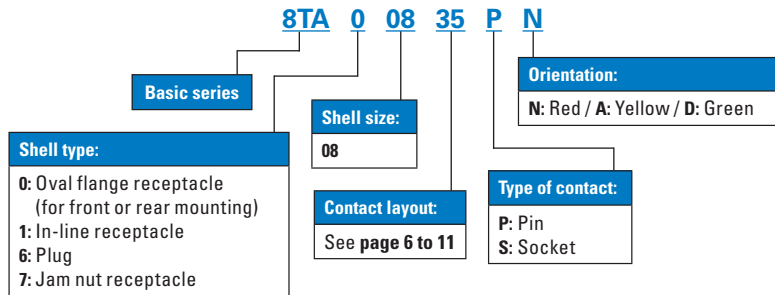 8TA 0 08 35 P N
Basic series
Shell type:
0: Oval flange receptacle
(for front or rear mounting)
1: In-line receptacle
6: Plug
7: Jam nut receptacle
Shell size:
08
Contact layout:
See page 6 to 11
Type of contact:
P: Pin
S: Socket
Orientation:
N: Red / A: Yellow / D: Green